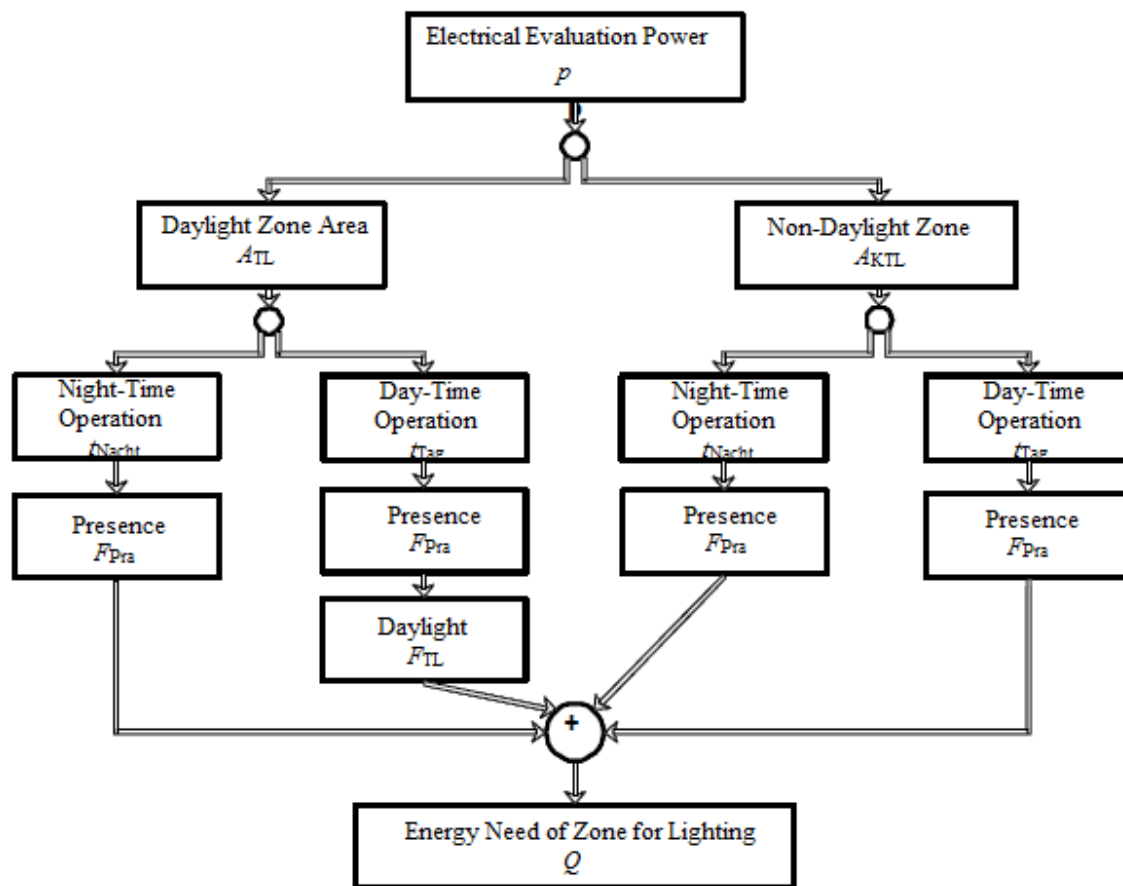 Electrical Evaluation Power
p
Daylight Zone Area
ATL
Non-Daylight Zone
AKTL
Night-Time
Operation
tNacht
Day-Time
Operation
tTag
Night-Time
Operation
tNacht
Day-Time
Operation
tTag
Presence
FPra
Presence
FPra
Presence
FPra
Presence
FPra
Daylight
FTL
+
Energy Need of Zone for Lighting
Q